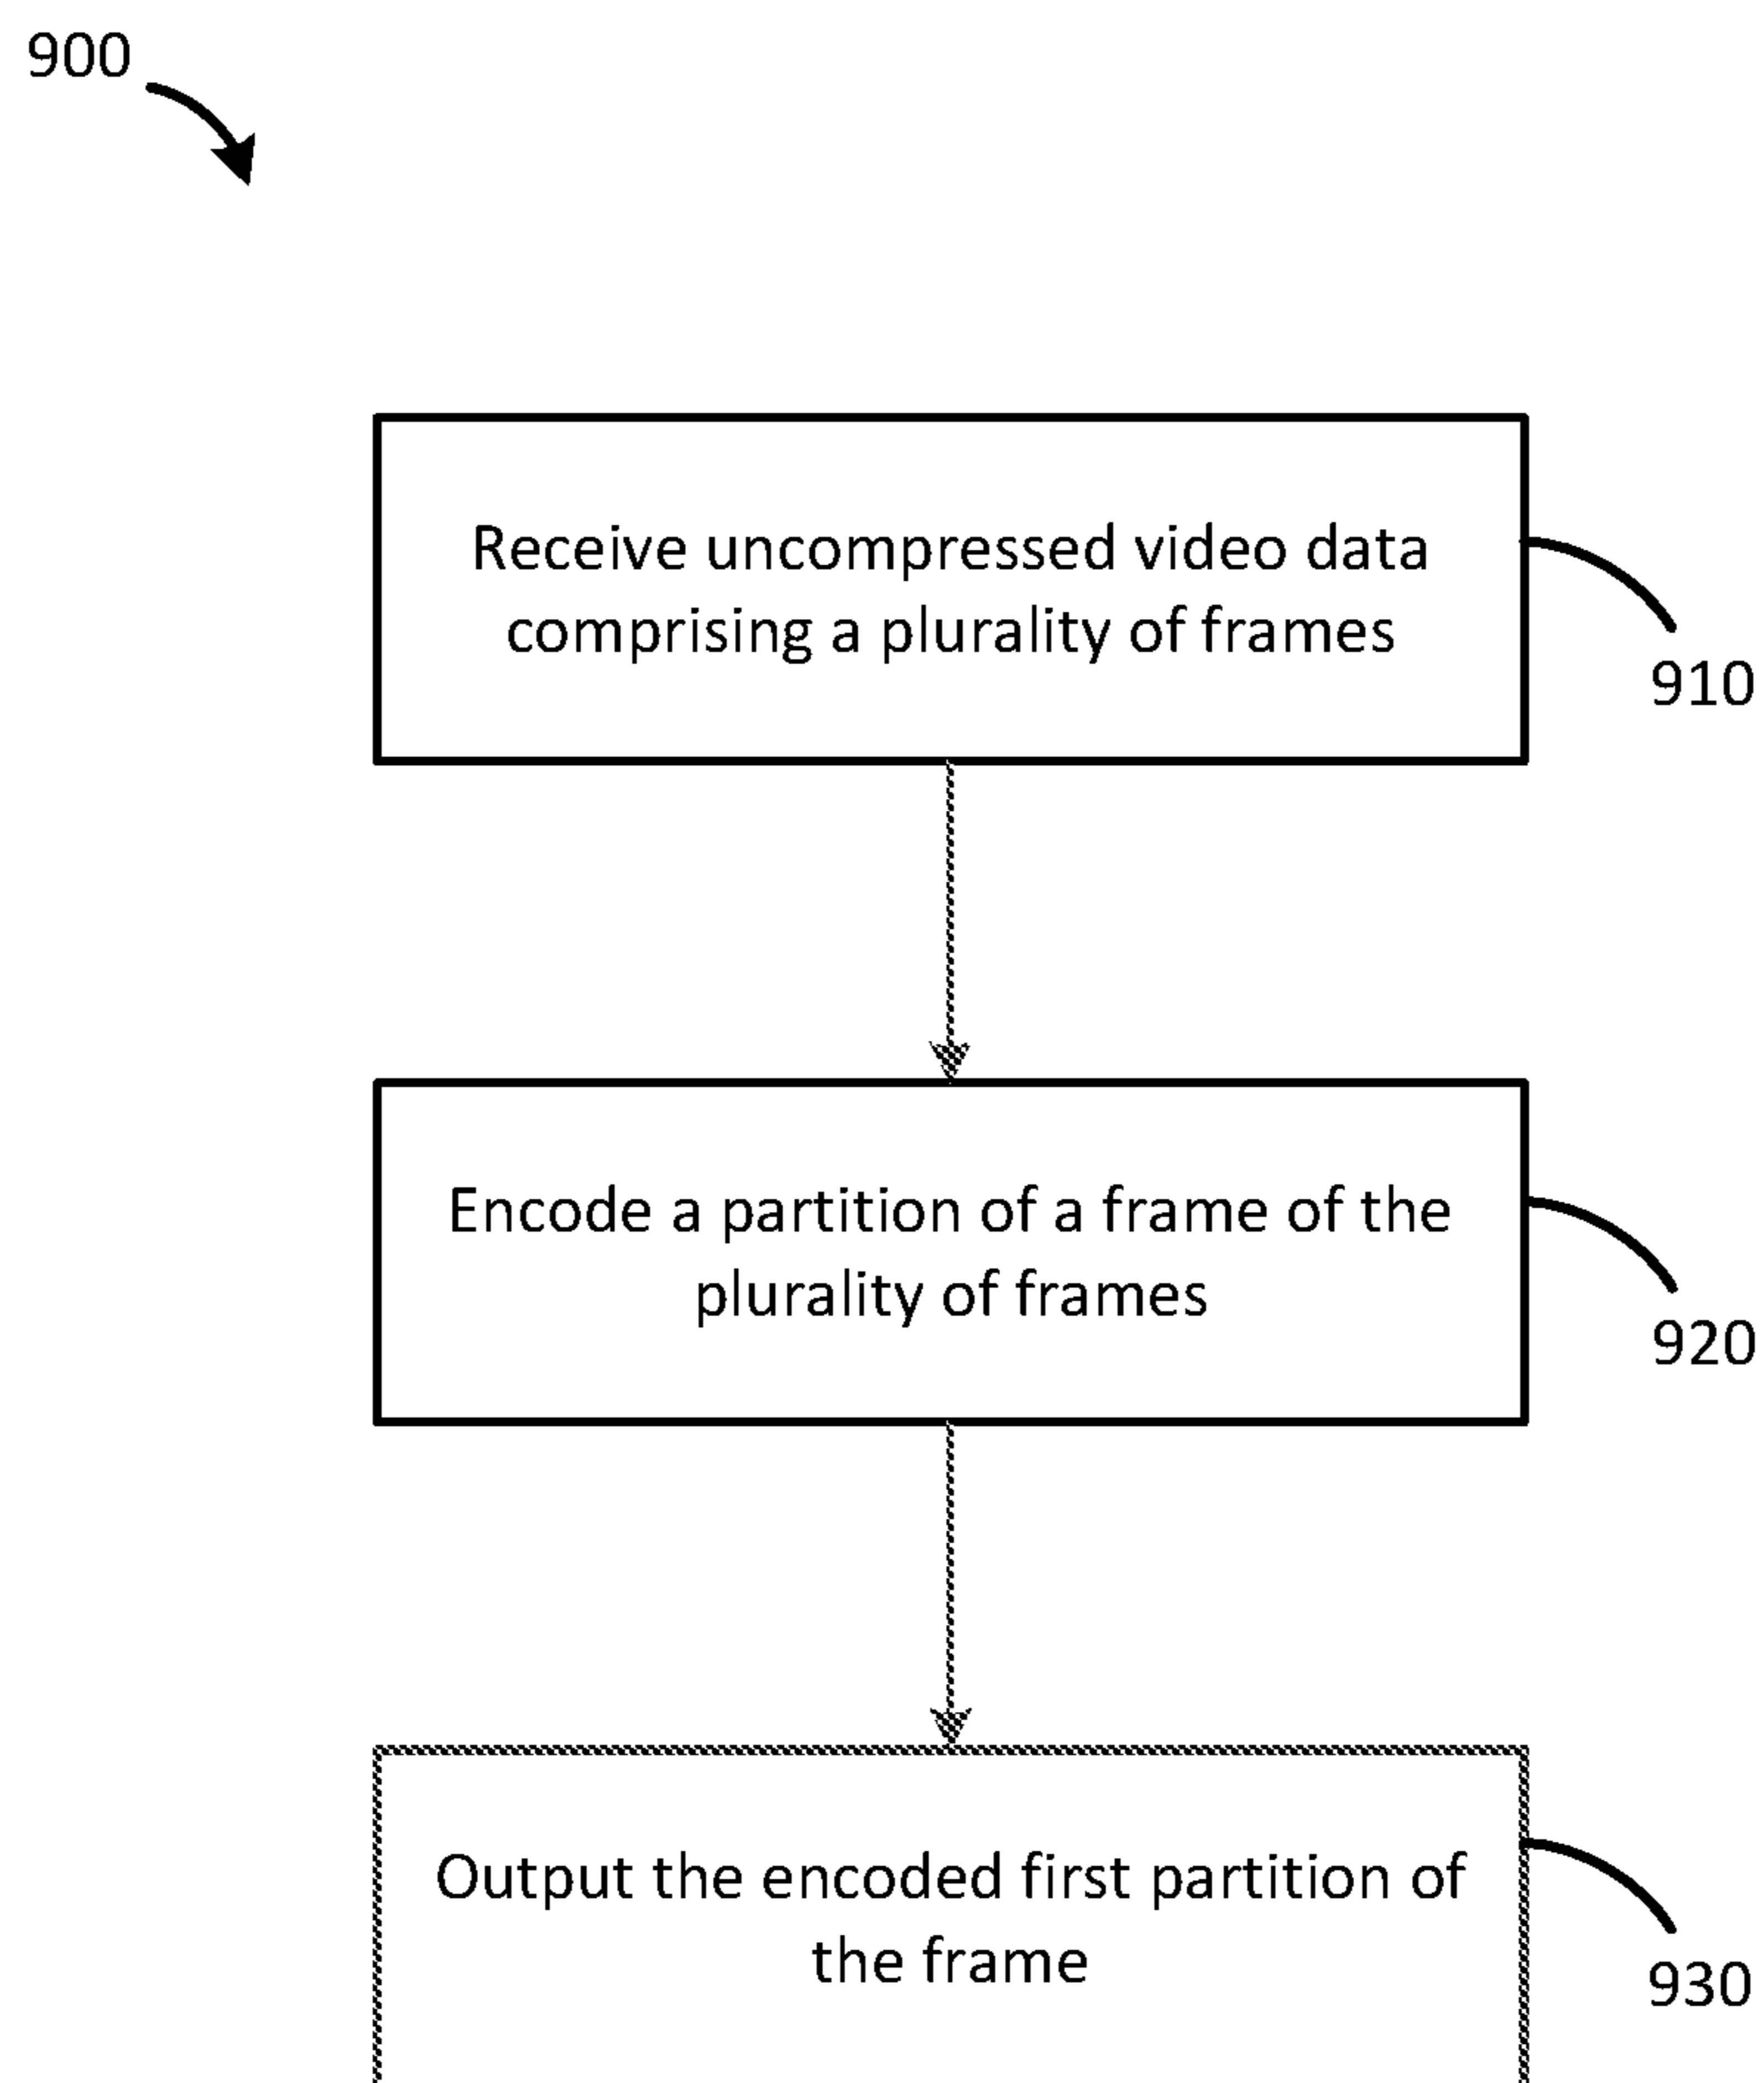 900
Receive uncompressed video data
comprising a plurality of frames
910
Encode a partition of a frame of the
plurality of frames
920
Output the encoded first partition of
the frame
930